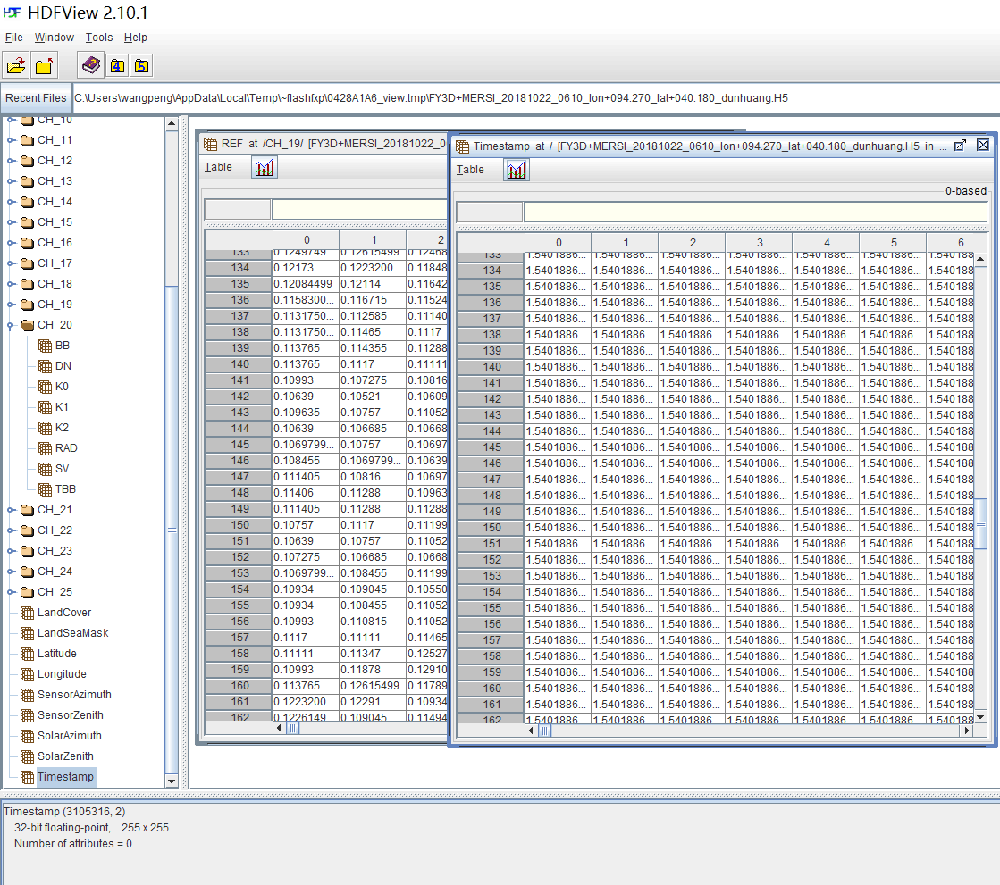 HDFView 2.10.1
File Window Tools Help
4 5
Recent Files C:\Users\wangpeng\AppData\Local\Temp\~flashfxp\0428A1A6_view.tmp\FY3D+MERSI_20181022_0610_lon+094.270_lat+040.180_dunhuang.H5
CH_10
CH_11
CH_12
CH_13
CH_14
CH_15
CH_16
CH_17
CH_18
CH_19
CH_20
BB
DN
K0
K1
K2
RAD
SV
TBB
CH_21
CH_22
CH_23
CH_24
CH_25
LandCover
LandSeaMask
Latitude
Longitude
SensorAzimuth
SensorZenith
SolarAzimuth
SolarZenith
Timestamp
REF at /CH_19/ [FY3D+MERSI_20181022_0
Table
0 1 2
133 0.1249749... 0.12615499 0.12468
134 0.12173 0.1223200... 0.11848
135 0.12084499 0.12114 0.11642
136 0.1158300... 0.116715 0.11524
137 0.1131750... 0.112585 0.11140
138 0.1131750... 0.11465 0.1117
139 0.113765 0.114355 0.11288
140 0.113765 0.1117 0.11111
141 0.10993 0.107275 0.10816
142 0.10639 0.10521 0.10609
143 0.109635 0.10757 0.11052
144 0.10639 0.106685 0.10668
145 0.1069799... 0.10757 0.10697
146 0.108455 0.1069799... 0.10639
147 0.111405 0.10816 0.10697
148 0.11406 0.11288 0.10963
149 0.111405 0.11288 0.11288
150 0.10757 0.1117 0.11199
151 0.10639 0.10757 0.11052
152 0.107275 0.106685 0.10668
153 0.1069799... 0.108455 0.11199
154 0.10934 0.109045 0.10550
155 0.10934 0.108455 0.11052
156 0.10993 0.110815 0.11052
157 0.1117 0.11111 0.11465
158 0.11111 0.11347 0.12527
159 0.10993 0.11878 0.12910
160 0.113765 0.12615499 0.11789
161 0.1223200... 0.12291 0.10934
162 0.1226149 0.109045 0.11494
Timestamp at / [FY3D+MERSI_20181022_0610_lon+094.270_lat+040.180_dunhuang.H5 in ...
Table
0-based
0 1 2 3 4 5 6
133 1.5401886... 1.5401886... 1.5401886... 1.5401886... 1.5401886... 1.5401886... 1.540188
134 1.5401886... 1.5401886... 1.5401886... 1.5401886... 1.5401886... 1.5401886... 1.540188
135 1.5401886... 1.5401886... 1.5401886... 1.5401886... 1.5401886... 1.5401886... 1.540188
136 1.5401886... 1.5401886... 1.5401886... 1.5401886... 1.5401886... 1.5401886... 1.540188
137 1.5401886... 1.5401886... 1.5401886... 1.5401886... 1.5401886... 1.5401886... 1.540188
138 1.5401886... 1.5401886... 1.5401886... 1.5401886... 1.5401886... 1.5401886... 1.540188
139 1.5401886... 1.5401886... 1.5401886... 1.5401886... 1.5401886... 1.5401886... 1.540188
140 1.5401886... 1.5401886... 1.5401886... 1.5401886... 1.5401886... 1.5401886... 1.540188
141 1.5401886... 1.5401886... 1.5401886... 1.5401886... 1.5401886... 1.5401886... 1.540188
142 1.5401886... 1.5401886... 1.5401886... 1.5401886... 1.5401886... 1.5401886... 1.540188
143 1.5401886... 1.5401886... 1.5401886... 1.5401886... 1.5401886... 1.5401886... 1.540188
144 1.5401886... 1.5401886... 1.5401886... 1.5401886... 1.5401886... 1.5401886... 1.540188
145 1.5401886... 1.5401886... 1.5401886... 1.5401886... 1.5401886... 1.5401886... 1.540188
146 1.5401886... 1.5401886... 1.5401886... 1.5401886... 1.5401886... 1.5401886... 1.540188
147 1.5401886... 1.5401886... 1.5401886... 1.5401886... 1.5401886... 1.5401886... 1.540188
148 1.5401886... 1.5401886... 1.5401886... 1.5401886... 1.5401886... 1.5401886... 1.540188
149 1.5401886... 1.5401886... 1.5401886... 1.5401886... 1.5401886... 1.5401886... 1.540188
150 1.5401886... 1.5401886... 1.5401886... 1.5401886... 1.5401886... 1.5401886... 1.540188
151 1.5401886... 1.5401886... 1.5401886... 1.5401886... 1.5401886... 1.5401886... 1.540188
152 1.5401886... 1.5401886... 1.5401886... 1.5401886... 1.5401886... 1.5401886... 1.540188
153 1.5401886... 1.5401886... 1.5401886... 1.5401886... 1.5401886... 1.5401886... 1.540188
154 1.5401886... 1.5401886... 1.5401886... 1.5401886... 1.5401886... 1.5401886... 1.540188
155 1.5401886... 1.5401886... 1.5401886... 1.5401886... 1.5401886... 1.5401886... 1.540188
156 1.5401886... 1.5401886... 1.5401886... 1.5401886... 1.5401886... 1.5401886... 1.540188
157 1.5401886... 1.5401886... 1.5401886... 1.5401886... 1.5401886... 1.5401886... 1.540188
158 1.5401886... 1.5401886... 1.5401886... 1.5401886... 1.5401886... 1.5401886... 1.540188
159 1.5401886... 1.5401886... 1.5401886... 1.5401886... 1.5401886... 1.5401886... 1.540188
160 1.5401886... 1.5401886... 1.5401886... 1.5401886... 1.5401886... 1.5401886... 1.540188
161 1.5401886... 1.5401886... 1.5401886... 1.5401886... 1.5401886... 1.5401886... 1.540188
162 1.5401886 1.5401886 1.5401886 1.5401886 1.5401886 1.5401886 1.540188
Timestamp (3105316, 2)
32-bit floating-point, 255 x 255
Number of attributes = 0